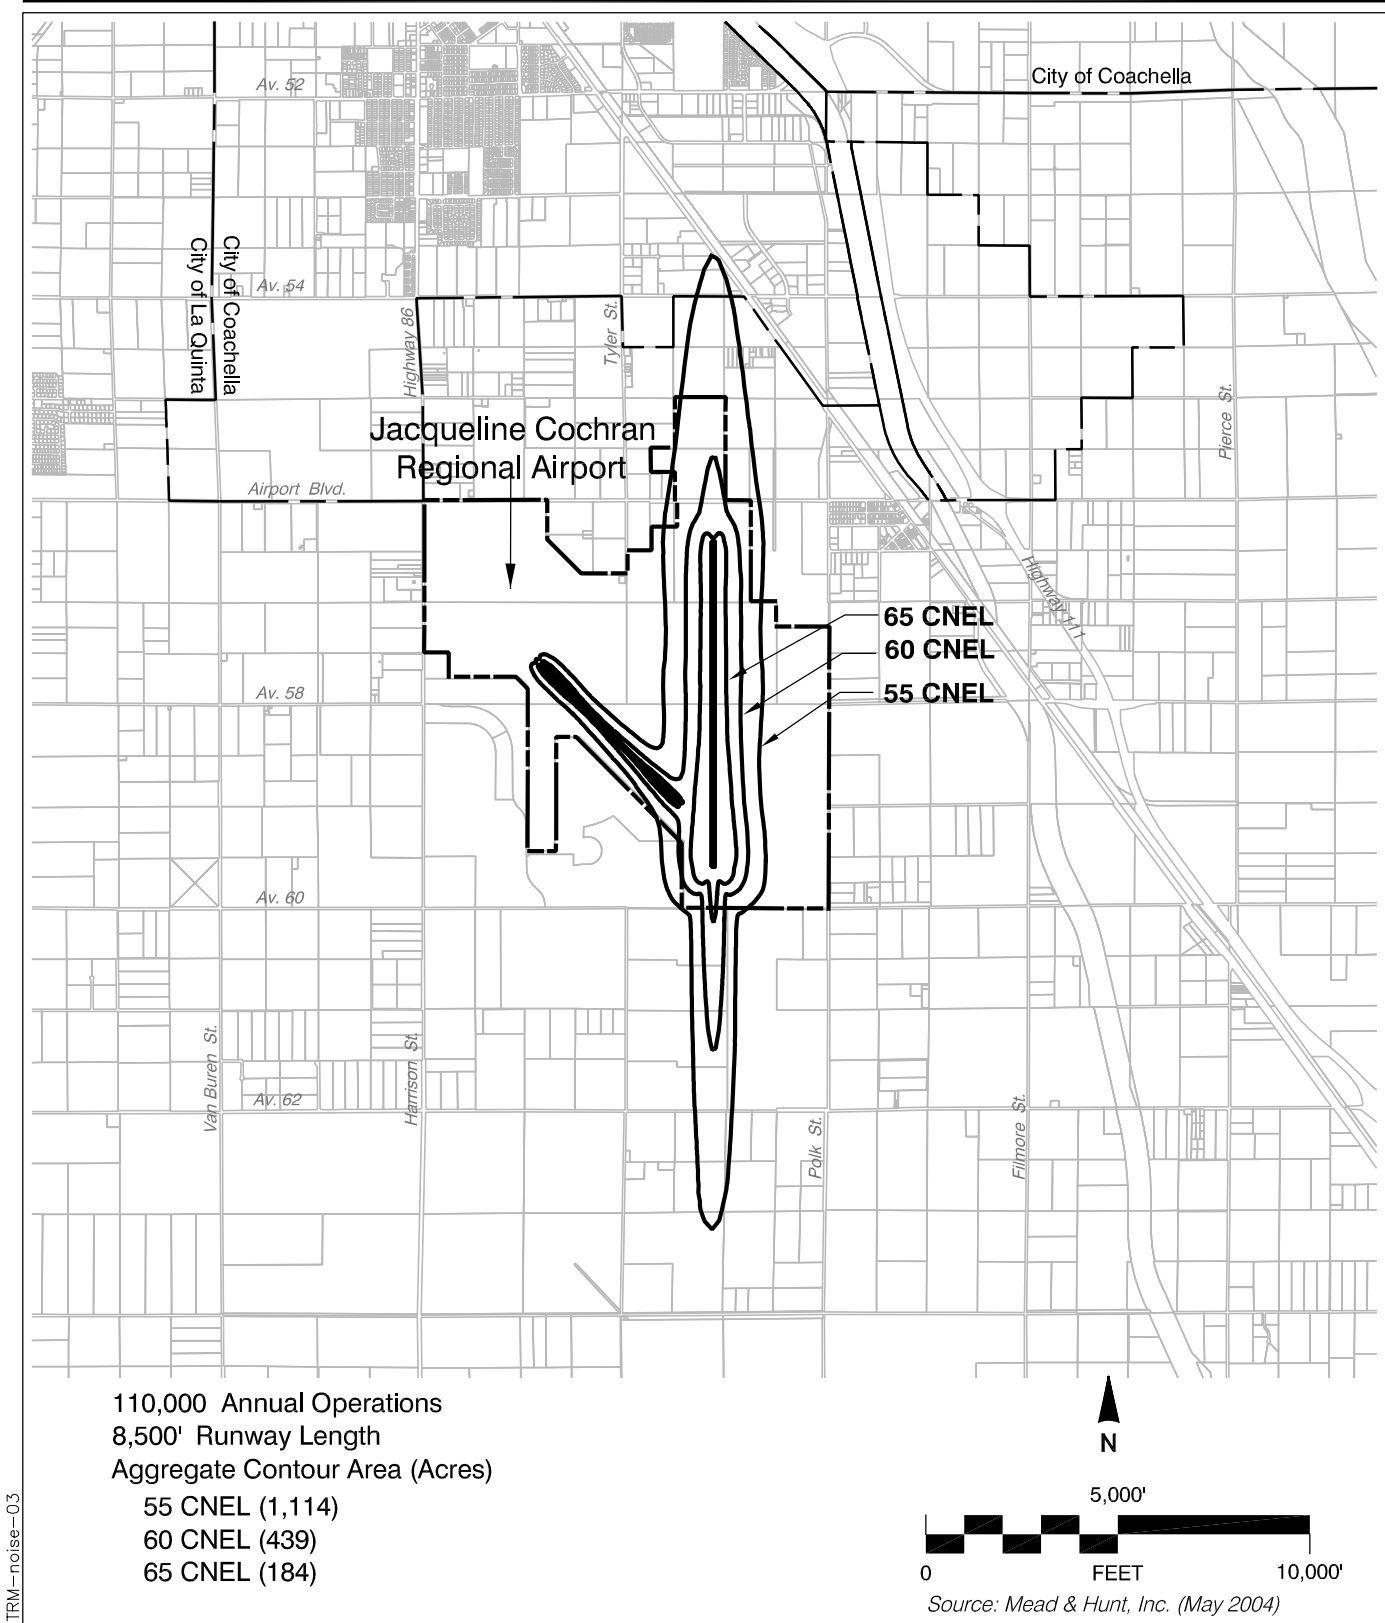 City of Coachella
Av. 52
City of La Quinta
City of Coachella
Av. 54
Highway 86
Tyler St.
Pierce St.
Jacqueline Cochran
Regional Airport
Airport Blvd.
Highway 111
65 CNEL
60 CNEL
55 CNEL
Av. 58
Av. 60
Van Buren St.
Harrison St.
Av. 62
Polk St.
Filmore St.
110,000 Annual Operations
8,500' Runway Length
Aggregate Contour Area (Acres)
55 CNEL (1,114)
60 CNEL (439)
65 CNEL (184)
N
5,000'
0 FEET 10,000'
Source: Mead & Hunt, Inc. (May 2004)
TRM-noise-03